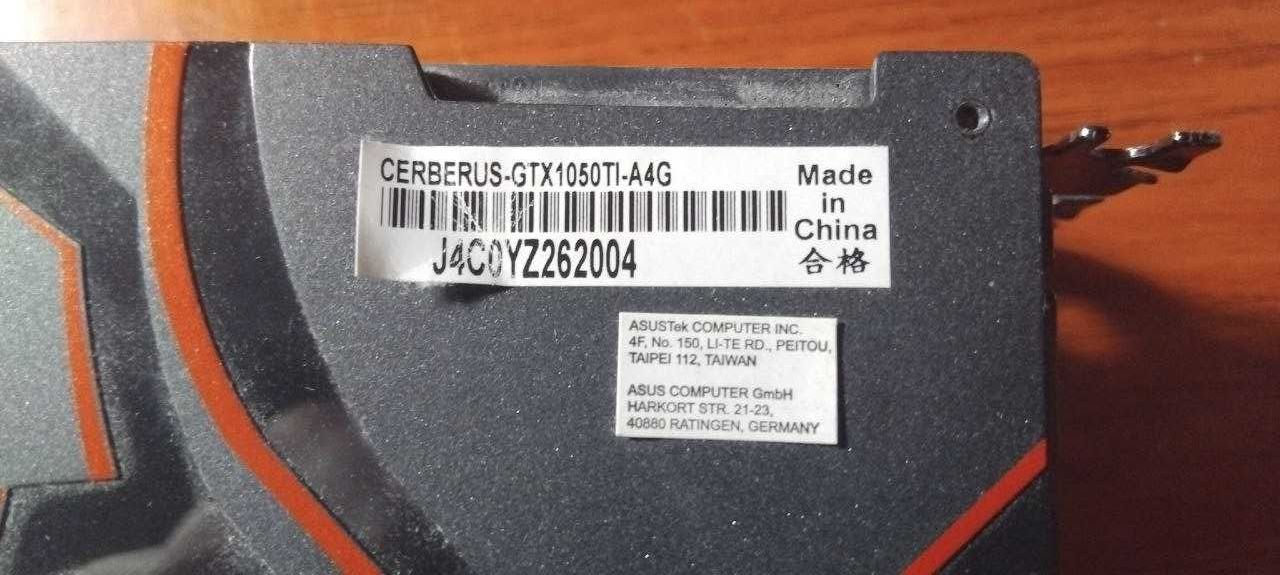 CERBERUS-GTX1050TI-A4G
J4C0YZ262004
Made
in
China
合格
ASUSTek COMPUTER INC.
4F, No. 150, LI-TE RD., PEITOU,
TAIPEI 112, TAIWAN
ASUS COMPUTER GmbH
HARKORT STR. 21-23,
40880 RATINGEN, GERMANY